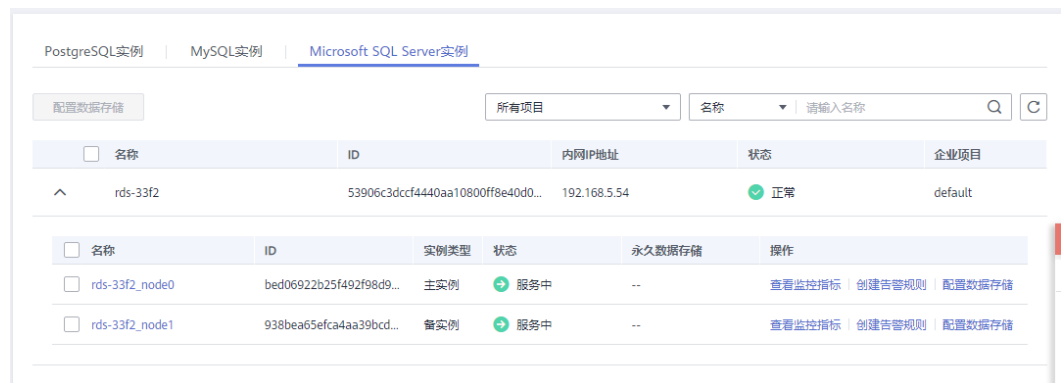 PostgreSQL实例 MySQL实例 Microsoft SQL Server实例
配置数据存储 所有项目 名称 请输入名称
名称 ID 内网IP地址 状态 企业项目
rds-33f2 53906c3dccf4440aa10800ff8e40d0... 192.168.5.54 正常 default
名称 ID 实例类型 状态 永久数据存储 操作
rds-33f2_node0 bed06922b25f492f98d9... 主实例 服务中 -- 查看监控指标 创建告警规则 配置数据存储
rds-33f2_node1 938bea65efca4aa39bcd... 备实例 服务中 -- 查看监控指标 创建告警规则 配置数据存储